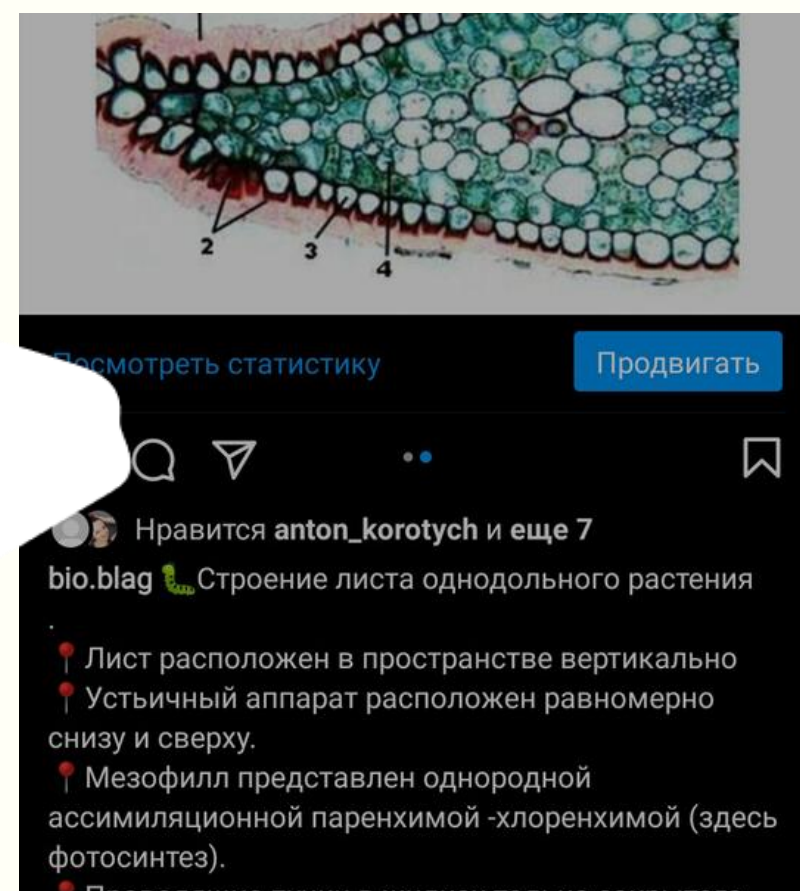 2
3
4
Посмотреть статистику
Продвигать
Нравится anton_korotych и еще 7
bio.blag 🐛Строение листа однодольного растения
.
📍Лист расположен в пространстве вертикально
📍Устьичный аппарат расположен равномерно
снизу и сверху.
📍Мезофилл представлен однородной
ассимиляционной паренхимой -хлоренхимой (здесь
фотосинтез).